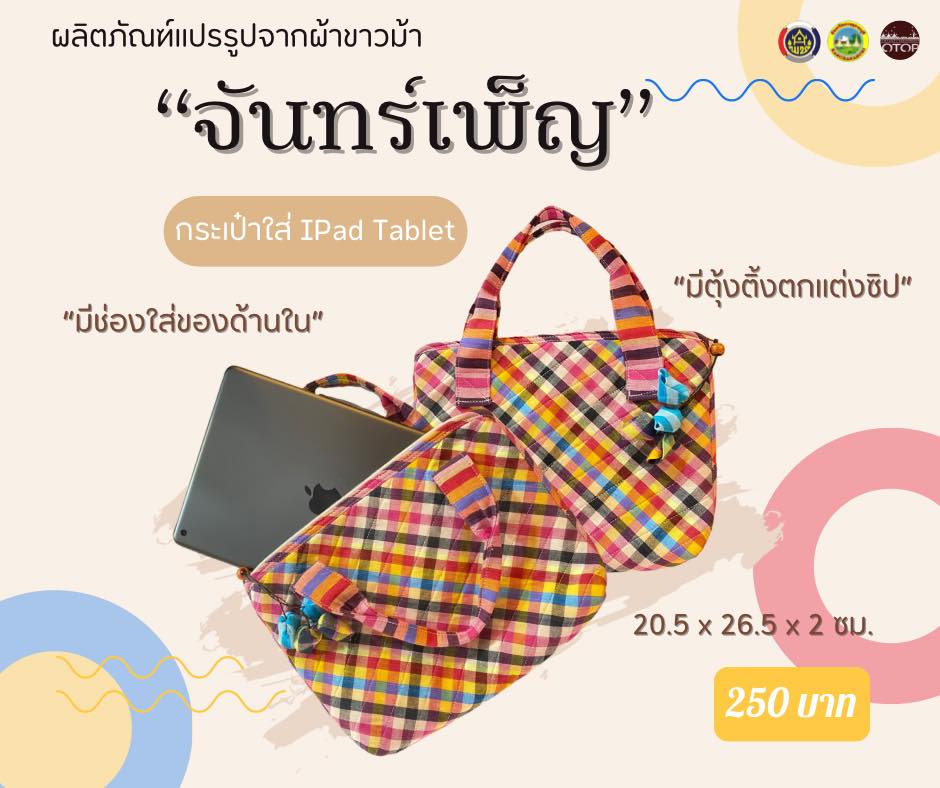 ผลิตภัณฑ์แปรรูปจากผ้าขาวม้า
“จันทร์เพ็ญ”
กระเป๋าใส่ IPad Tablet
“มีตุ้งติ้งตกแต่งซิป”
“มีช่องใส่ของด้านใน”
20.5 x 26.5 x 2 ซม.
250 บาท
OTOP